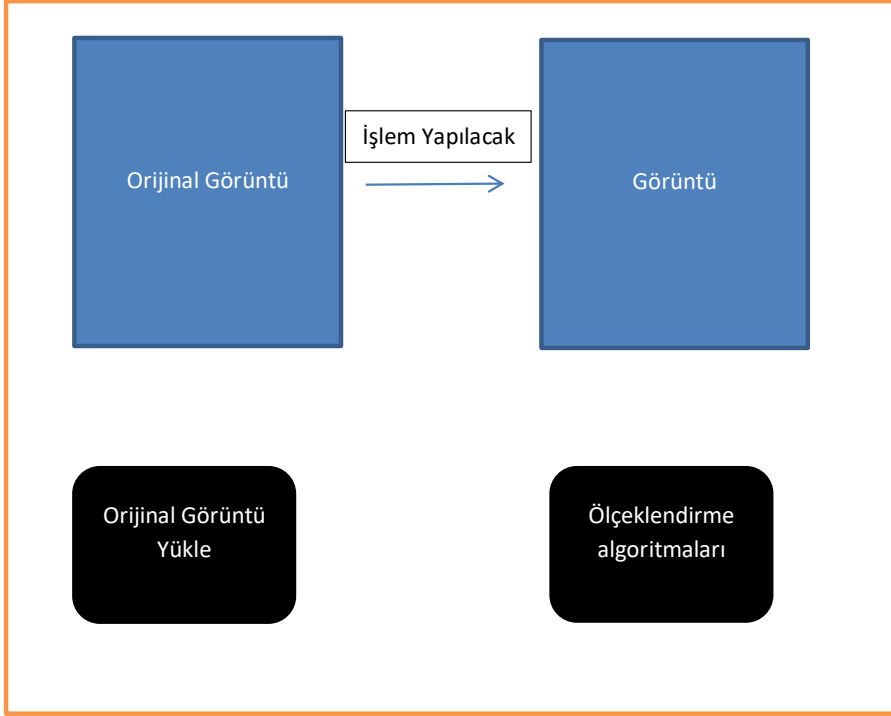 Orijinal Görüntü
İşlem Yapılacak
Görüntü
Orijinal Görüntü
Yükle
Ölçeklendirme
algoritmaları